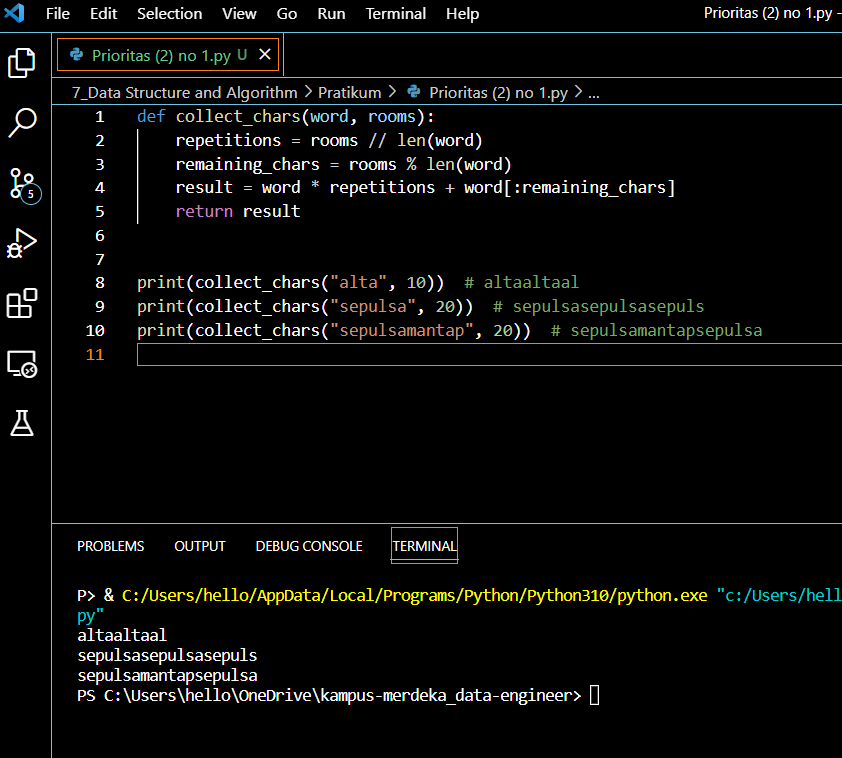 File Edit Selection View Go Run Terminal Help Prioritas (2) no 1.py -
Prioritas (2) no 1.py U
7_Data Structure and Algorithm > Pratikum > Prioritas (2) no 1.py > ...
1 def collect_chars(word, rooms):
2 repetitions = rooms // len(word)
3 remaining_chars = rooms % len(word)
4 result = word * repetitions + word[:remaining_chars]
5 return result
6
7
8 print(collect_chars("alta", 10)) # altaaltaal
9 print(collect_chars("sepulsa", 20)) # sepulsasepulsasepuls
10 print(collect_chars("sepulsamantap", 20)) # sepulsamantapsepulsa
11
5
PROBLEMS OUTPUT DEBUG CONSOLE TERMINAL
P> & C:/Users/hello/AppData/Local/Programs/Python/Python310/python.exe "c:/Users/hell
py"
altaaltaal
sepulsasepulsasepuls
sepulsamantapsepulsa
PS C:\Users\hello\OneDrive\kampus-merdeka_data-engineer>